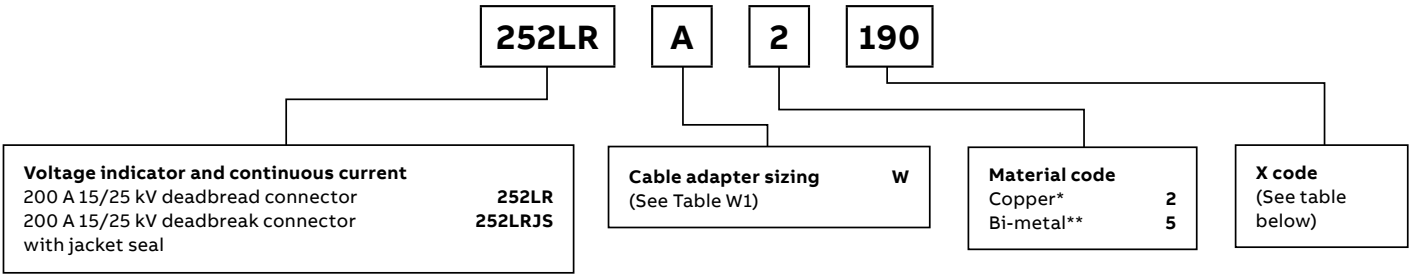 252LR A 2 190
Voltage indicator and continuous current
200 A 15/25 kV deadbread connector 252LR
200 A 15/25 kV deadbreak connector 252LRJS
with jacket seal
Cable adapter sizing W
(See Table W1)
Material code
Copper* 2
Bi-metal** 5
X code
(See table
below)